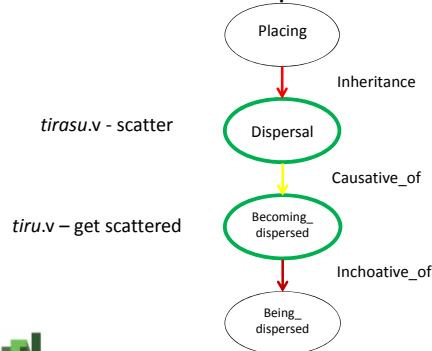 Placing
Inheritance
tirasu.v - scatter
Dispersal
Causative_of
tiru.v – get scattered
Becoming_
dispersed
Inchoative_of
Being_
dispersed